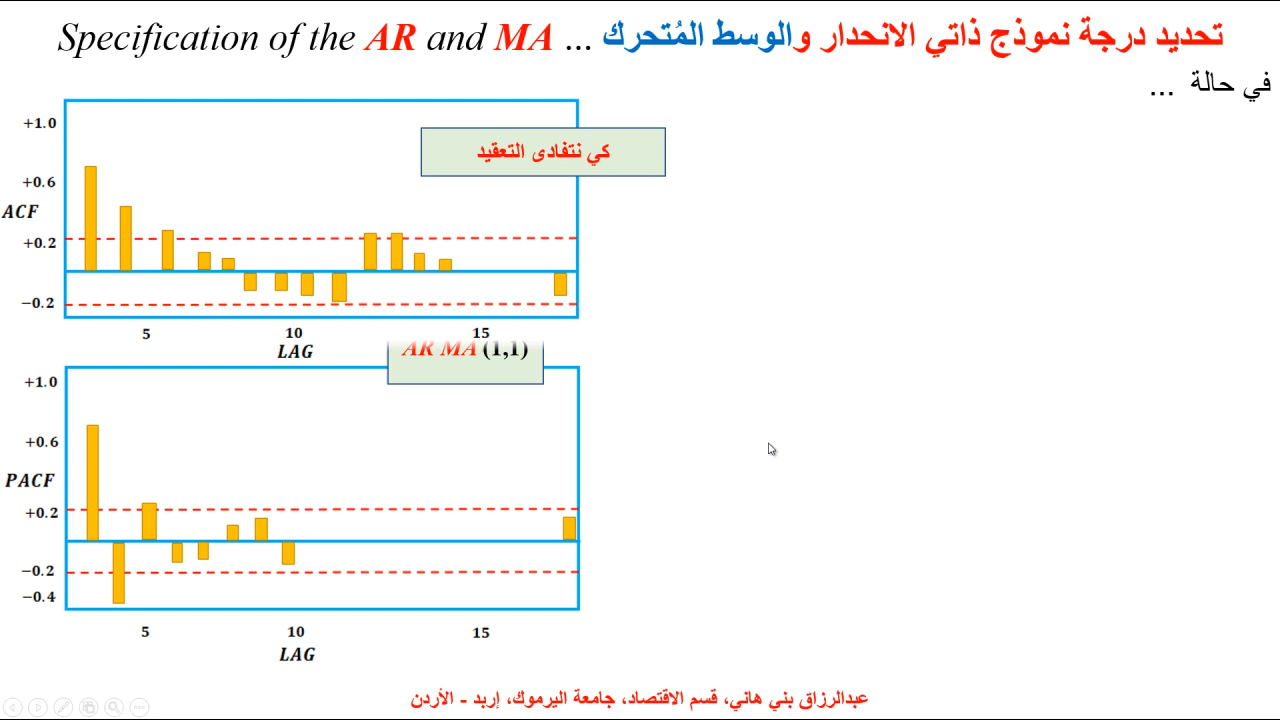 تحديد درجة نموذج ذاتي الانحدار والوسط المُتحرك ... Specification of the AR and MA
في حالة ...
كي نتفادى التعقيد
+1.0
+0.6
ACF
+0.2
−0.2
5 10 15
LAG
AR MA (1,1)
+1.0
+0.6
PACF
+0.2
−0.2
−0.4
5 10 15
LAG
عبدالرزاق بني هاني، قسم الاقتصاد، جامعة اليرموك، إربد - الأردن